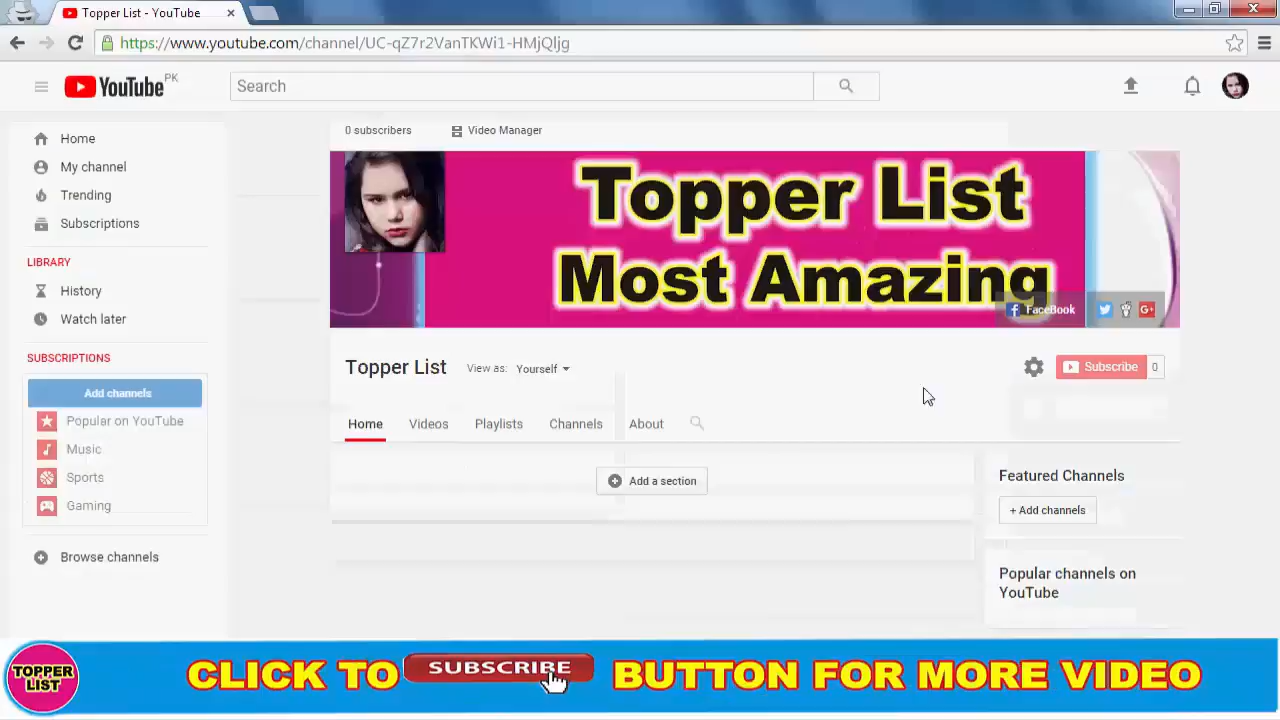 Topper List - YouTube
https://www.youtube.com/channel/UC-qZ7r2VanTKWi1-HMjQljg
YouTube PK
Search
0 subscribers
Video Manager
Home
My channel
Trending
Subscriptions
LIBRARY
History
Watch later
SUBSCRIPTIONS
Add channels
Popular on YouTube
Music
Sports
Gaming
Browse channels
Topper List
Most Amazing
FaceBook
Topper List
View as: Yourself
Subscribe 0
Home Videos Playlists Channels About
Add a section
Featured Channels
+ Add channels
Popular channels on
YouTube
TOPPER
LIST
CLICK TO SUBSCRIBE BUTTON FOR MORE VIDEO